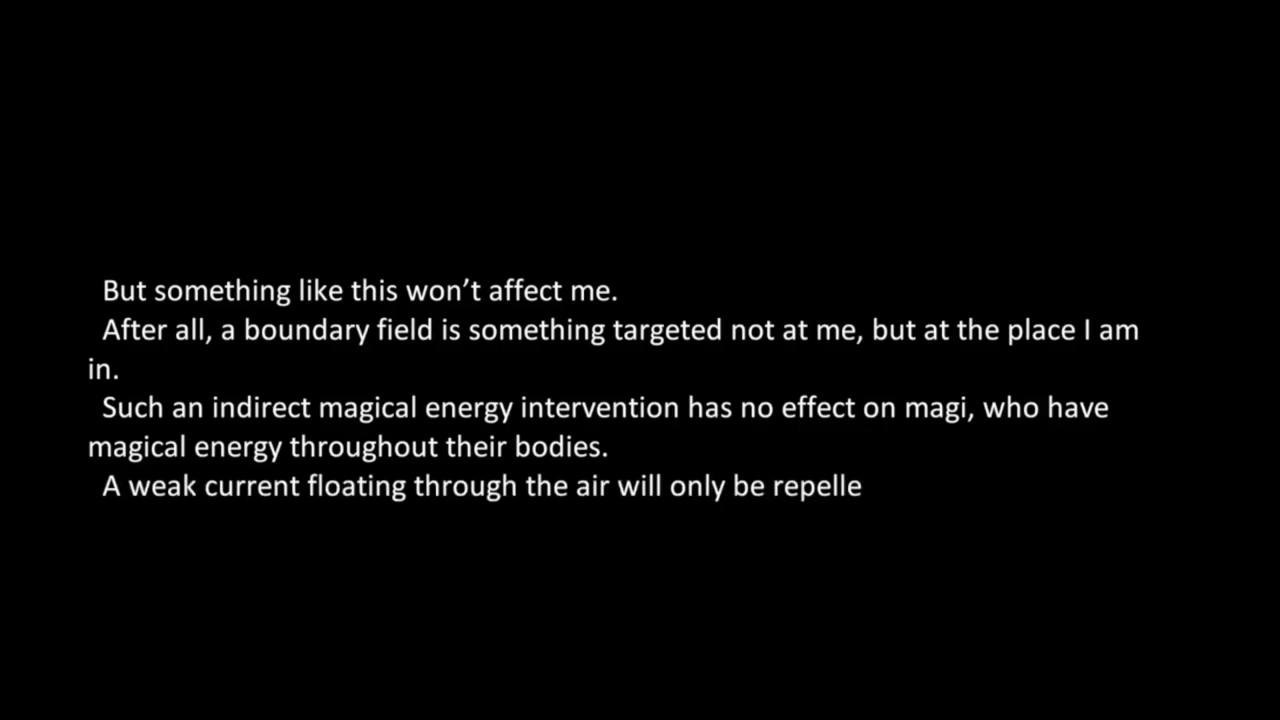 But something like this won’t affect me.
After all, a boundary field is something targeted not at me, but at the place I am
in.
Such an indirect magical energy intervention has no effect on magi, who have
magical energy throughout their bodies.
A weak current floating through the air will only be repelle